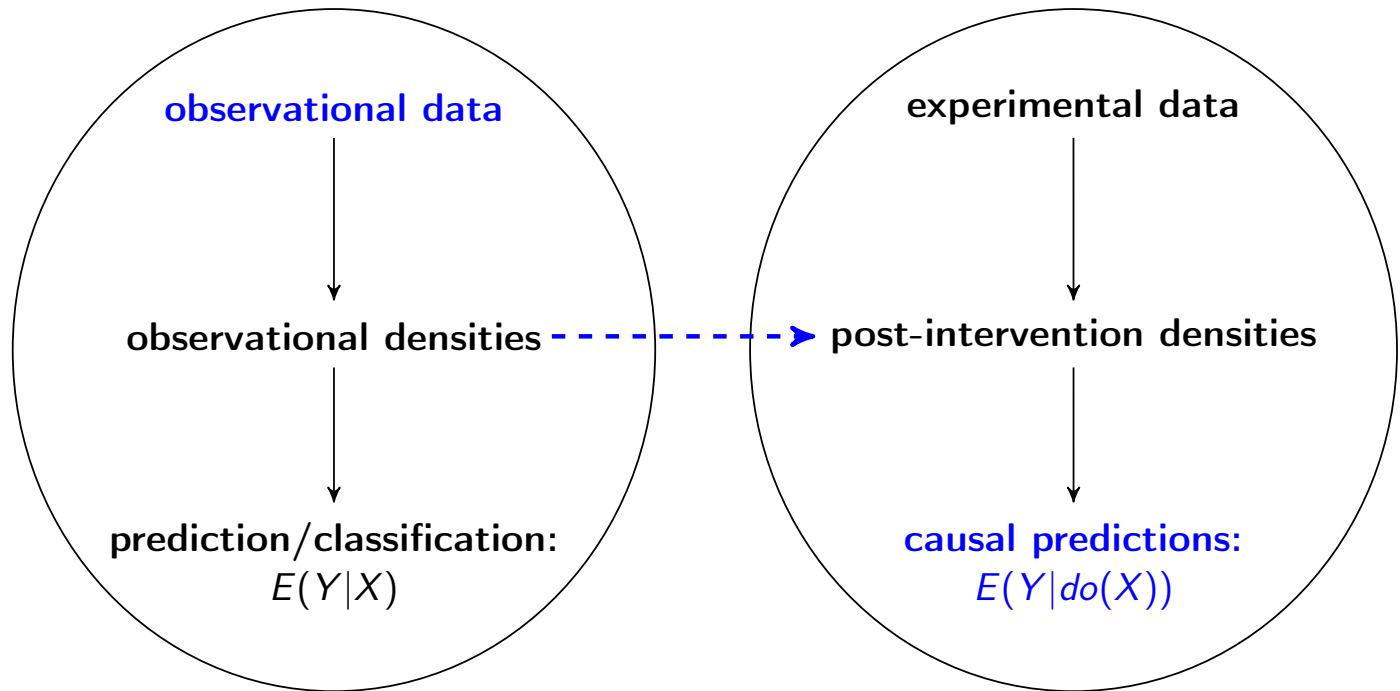 observational data
observational densities
prediction/classification:
E(Y|X)
experimental data
post-intervention densities
causal predictions:
E(Y|do(X))